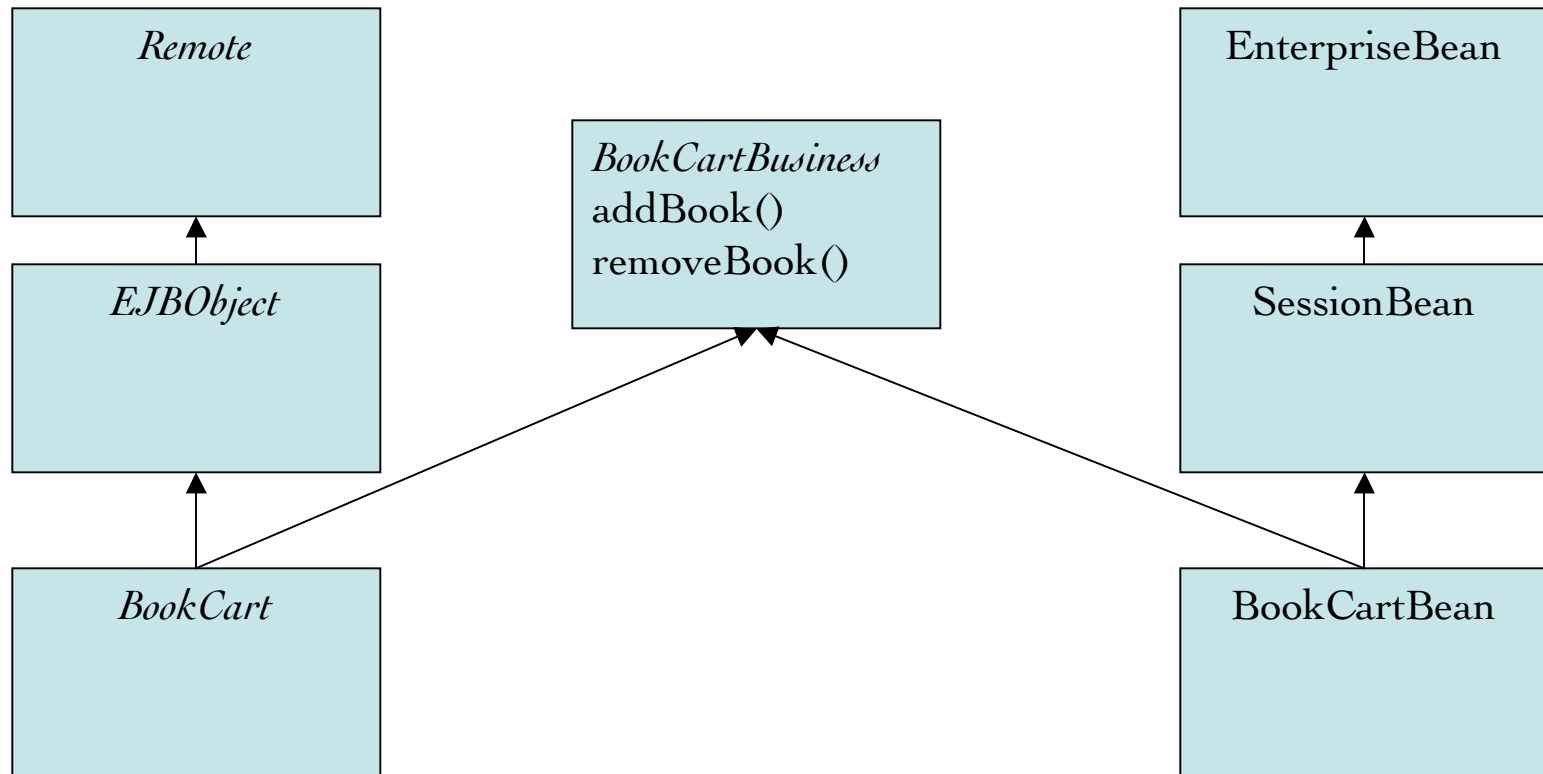 Remote
EnterpriseBean
BookCartBusiness
addBook()
removeBook()
EJBObject
SessionBean
BookCart
BookCartBean